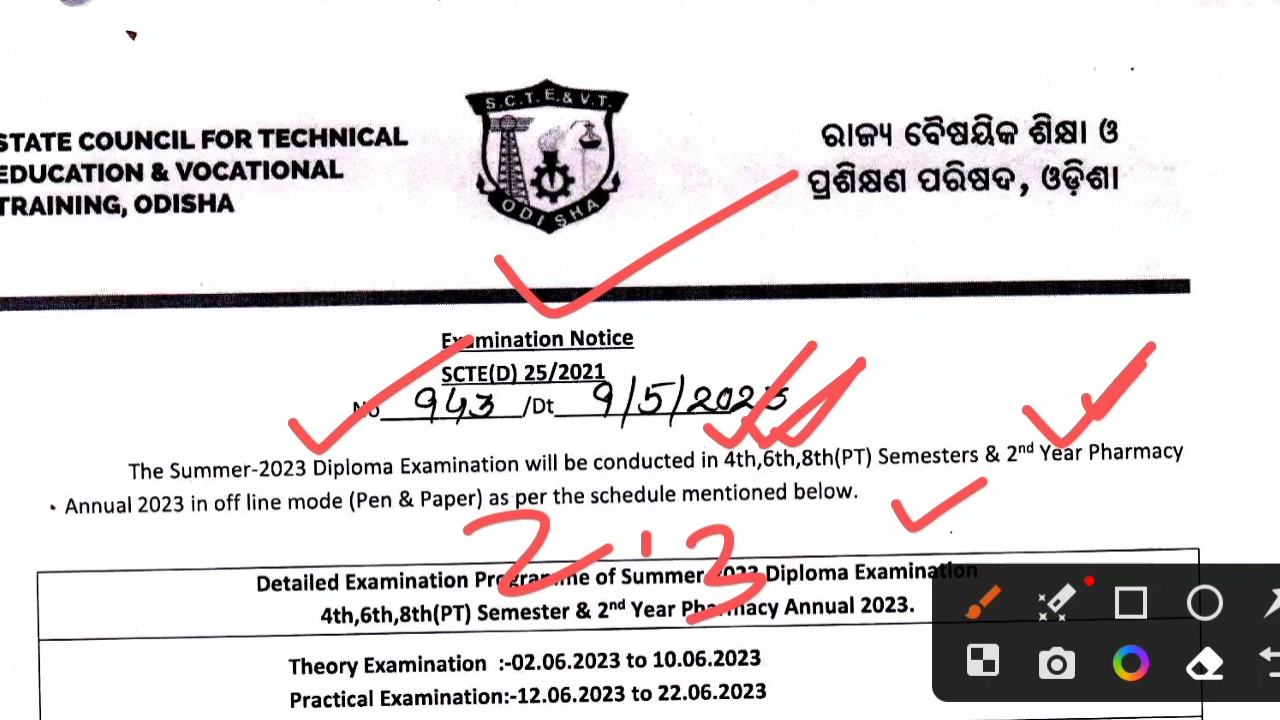 STATE COUNCIL FOR TECHNICAL
EDUCATION & VOCATIONAL
TRAINING, ODISHA
S.C.T.E.& V.T.
ODISHA
ରାଜ୍ୟ ବୈଷୟିକ ଶିକ୍ଷା ଓ
ପ୍ରଶିକ୍ଷଣ ପରିଷଦ, ଓଡ଼ିଶା
Examination Notice
SCTE(D) 25/2021
No 943 /Dt 9/5/2023
The Summer-2023 Diploma Examination will be conducted in 4th,6th,8th(PT) Semesters & 2nd Year Pharmacy
Annual 2023 in off line mode (Pen & Paper) as per the schedule mentioned below.
2'3
Detailed Examination Programme of Summer 2023 Diploma Examination
4th,6th,8th(PT) Semester & 2nd Year Pharmacy Annual 2023.
Theory Examination :-02.06.2023 to 10.06.2023
Practical Examination:-12.06.2023 to 22.06.2023